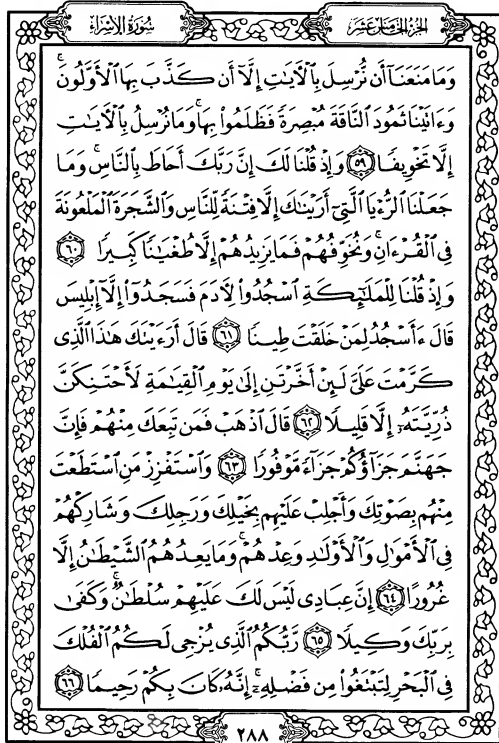 الجزء الخامس عشر
سورة الإسراء
وَمَا مَنَعَنَآ أَن نُّرْسِلَ بِٱلْءَايَٰتِ إِلَّآ أَن كَذَّبَ بِهَا ٱلْأَوَّلُونَ ۚ
وَءَاتَيْنَا ثَمُودَ ٱلنَّاقَةَ مُبْصِرَةً فَظَلَمُوا۟ بِهَا ۚ وَمَا نُرْسِلُ بِٱلْءَايَٰتِ
إِلَّا تَخْوِيفًا ۝٥٩ وَإِذْ قُلْنَا لَكَ إِنَّ رَبَّكَ أَحَاطَ بِٱلنَّاسِ ۚ وَمَا
جَعَلْنَا ٱلرُّءْيَا ٱلَّتِىٓ أَرَيْنَٰكَ إِلَّا فِتْنَةً لِّلنَّاسِ وَٱلشَّجَرَةَ ٱلْمَلْعُونَةَ
فِى ٱلْقُرْءَانِ ۚ وَنُخَوِّفُهُمْ فَمَا يَزِيدُهُمْ إِلَّا طُغْيَٰنًا كَبِيرًا ۝٦٠
وَإِذْ قُلْنَا لِلْمَلَٰٓئِكَةِ ٱسْجُدُوا۟ لِءَادَمَ فَسَجَدُوٓا۟ إِلَّآ إِبْلِيسَ
قَالَ ءَأَسْجُدُ لِمَنْ خَلَقْتَ طِينًا ۝٦١ قَالَ أَرَءَيْتَكَ هَٰذَا ٱلَّذِى
كَرَّمْتَ عَلَىَّ لَئِنْ أَخَّرْتَنِ إِلَىٰ يَوْمِ ٱلْقِيَٰمَةِ لَأَحْتَنِكَنَّ
ذُرِّيَّتَهُۥٓ إِلَّا قَلِيلًا ۝٦٢ قَالَ ٱذْهَبْ فَمَن تَبِعَكَ مِنْهُمْ فَإِنَّ
جَهَنَّمَ جَزَآؤُكُمْ جَزَآءً مَّوْفُورًا ۝٦٣ وَٱسْتَفْزِزْ مَنِ ٱسْتَطَعْتَ
مِنْهُم بِصَوْتِكَ وَأَجْلِبْ عَلَيْهِم بِخَيْلِكَ وَرَجِلِكَ وَشَارِكْهُمْ
فِى ٱلْأَمْوَٰلِ وَٱلْأَوْلَٰدِ وَعِدْهُمْ ۚ وَمَا يَعِدُهُمُ ٱلشَّيْطَٰنُ إِلَّا
غُرُورًا ۝٦٤ إِنَّ عِبَادِى لَيْسَ لَكَ عَلَيْهِمْ سُلْطَٰنٌ ۚ وَكَفَىٰ
بِرَبِّكَ وَكِيلًا ۝٦٥ رَّبُّكُمُ ٱلَّذِى يُزْجِى لَكُمُ ٱلْفُلْكَ
فِى ٱلْبَحْرِ لِتَبْتَغُوا۟ مِن فَضْلِهِۦٓ ۚ إِنَّهُۥ كَانَ بِكُمْ رَحِيمًا ۝٦٦
٢٨٨